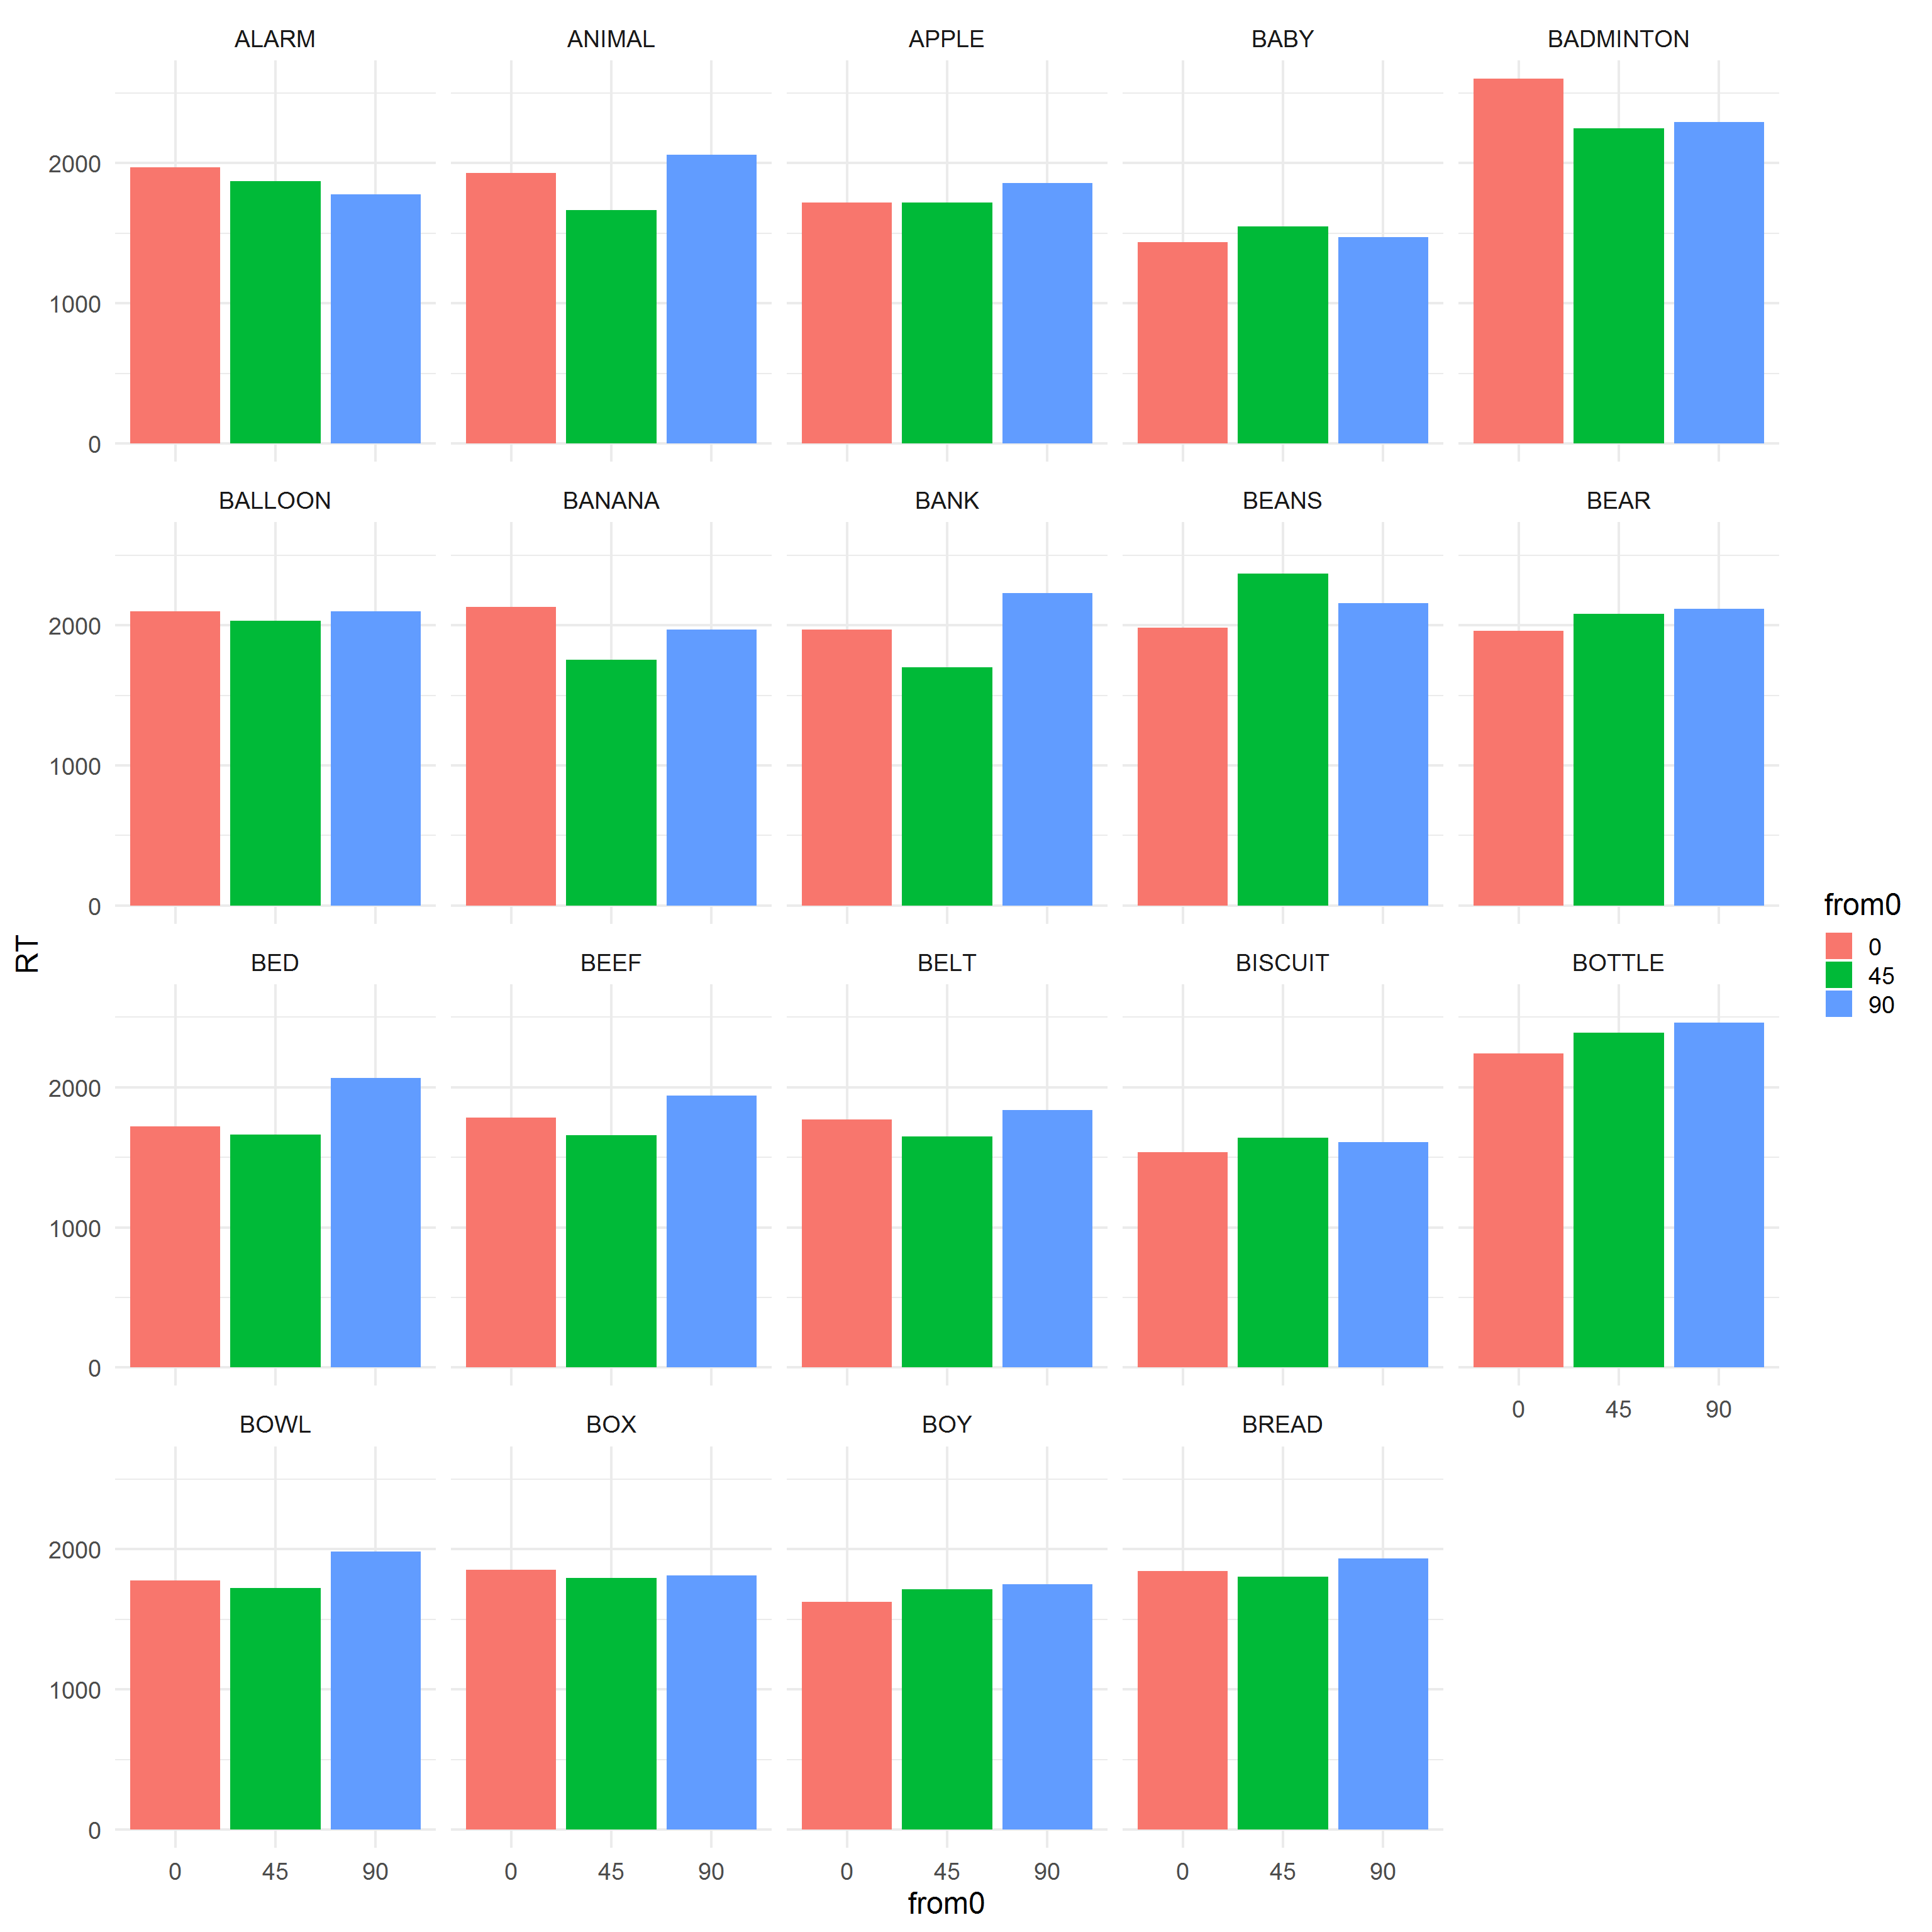 ALARM ANIMAL APPLE BABY BADMINTON
2000
1000
0
BALLOON BANANA BANK BEANS BEAR
2000
1000
0
BED BEEF BELT BISCUIT BOTTLE
2000
1000
0
0 45 90
BOWL BOX BOY BREAD
2000
1000
0
0 45 90 0 45 90 0 45 90 0 45 90
from0
RT
from0
0
45
90